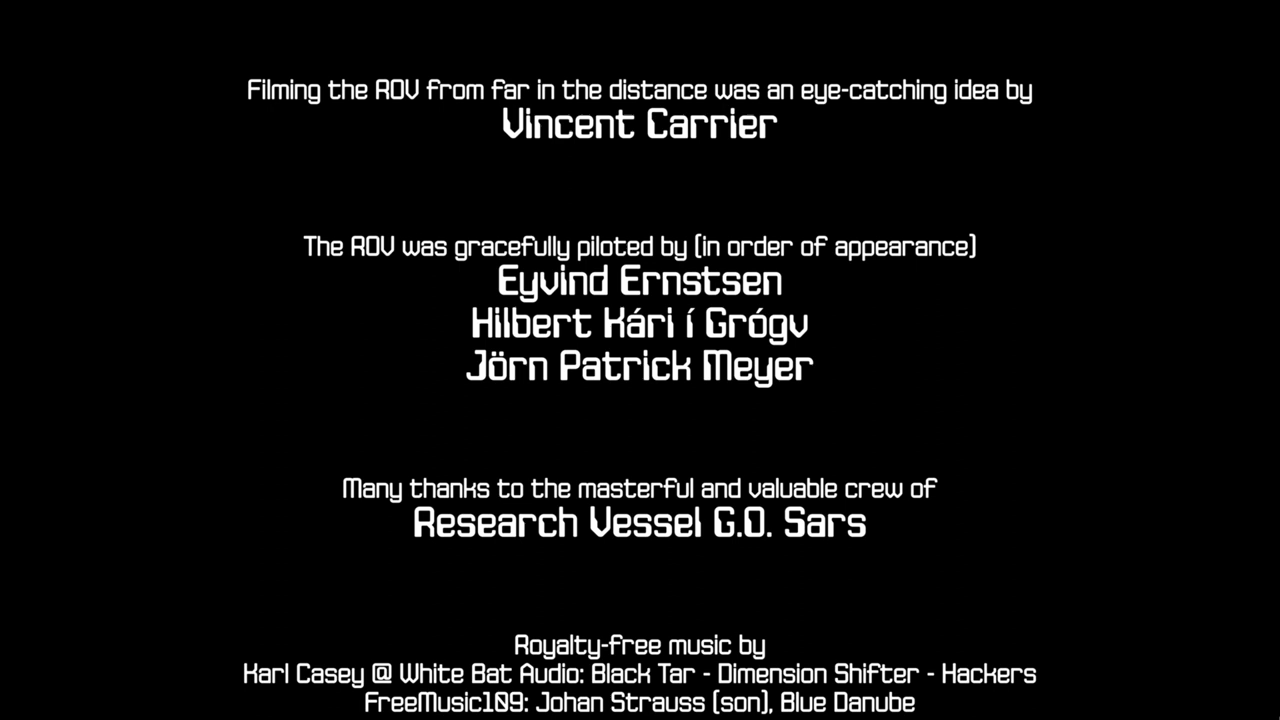 Filming the ROV from far in the distance was an eye-catching idea by
Vincent Carrier
The ROV was gracefully piloted by (in order of appearance)
Eyvind Ernstsen
Hilbert Kári í Grógv
Jörn Patrick Meyer
Many thanks to the masterful and valuable crew of
Research Vessel G.O. Sars
Royalty-free music by
Karl Casey @ White Bat Audio: Black Tar - Dimension Shifter - Hackers
FreeMusic109: Johan Strauss (son), Blue Danube